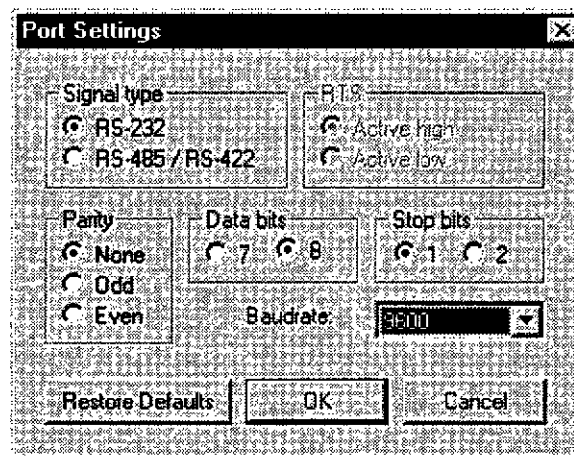 Port Settings
Signal type
RS-232
RS-485 / RS-422
RTS
Active high
Active low
Parity
None
Odd
Even
Data bits
7 8
Stop bits
1 2
Baudrate: 9600
Restore Defaults OK Cancel